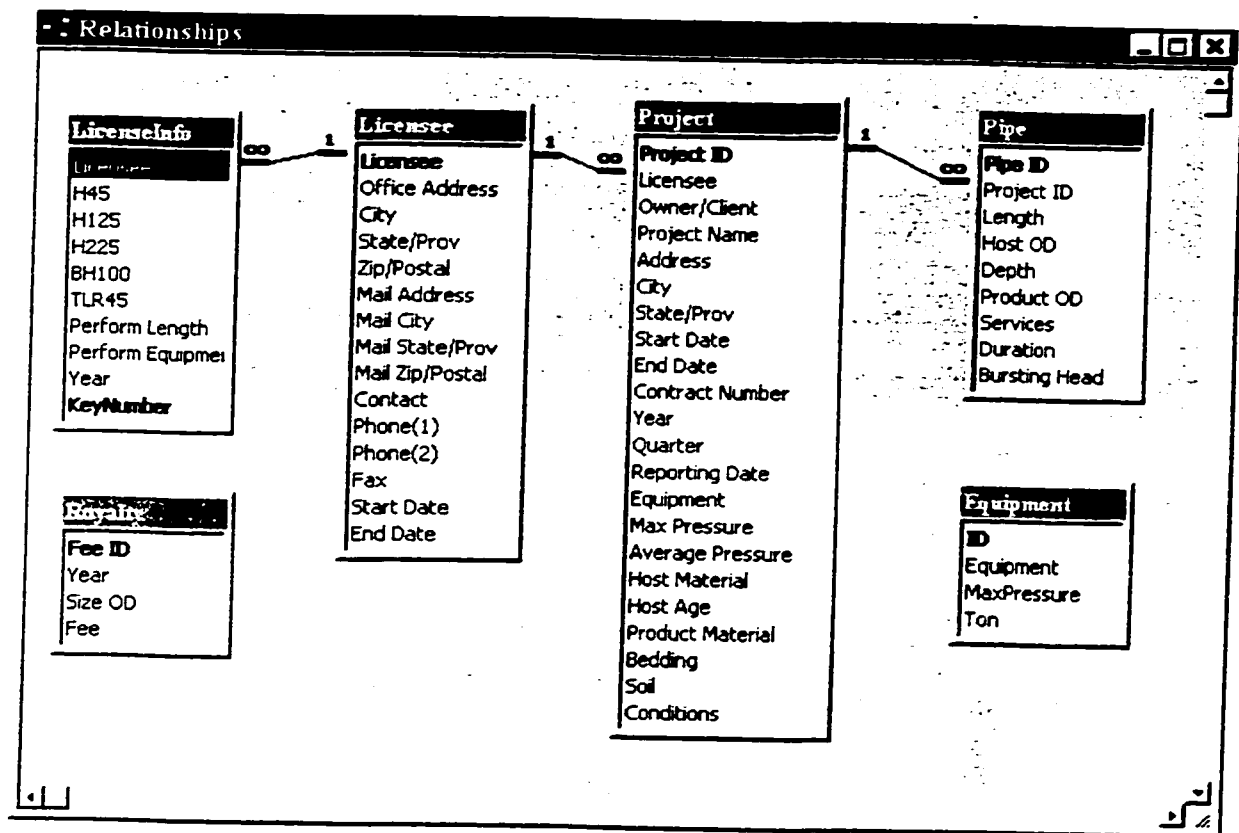 Relationships
LicenseInfo
Licensee
H45
H125
H225
BH100
TLR45
Perform Length
Perform Equipmei
Year
KeyNumber
∞
1
Licensee
Licensee
Office Address
City
State/Prov
Zip/Postal
Mail Address
Mail City
Mail State/Prov
Mail Zip/Postal
Contact
Phone(1)
Phone(2)
Fax
Start Date
End Date
1
∞
Project
Project ID
Licensee
Owner/Client
Project Name
Address
City
State/Prov
Start Date
End Date
Contract Number
Year
Quarter
Reporting Date
Equipment
Max Pressure
Average Pressure
Host Material
Host Age
Product Material
Bedding
Soil
Conditions
1
∞
Pipe
Pipe ID
Project ID
Length
Host OD
Depth
Product OD
Services
Duration
Bursting Head
Royalty
Fee ID
Year
Size OD
Fee
Equipment
ID
Equipment
MaxPressure
Ton